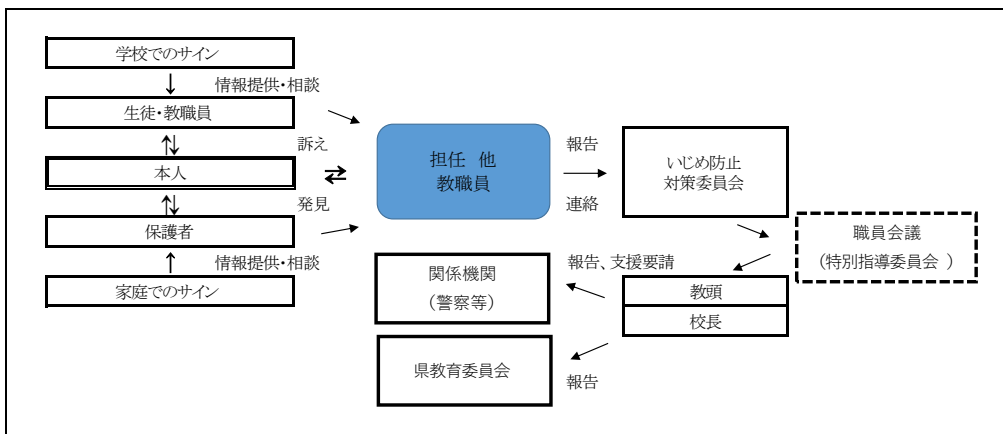 学校でのサイン
↓ 情報提供・相談
生徒・教職員
↑↓ 訴え
本人
⇄
↑↓ 発見
保護者
↑ 情報提供・相談
家庭でのサイン
担任 他
教職員
報告
連絡
いじめ防止
対策委員会
職員会議
(特別指導委員会 )
報告、支援要請
教頭
校長
関係機関
(警察等)
県教育委員会
報告